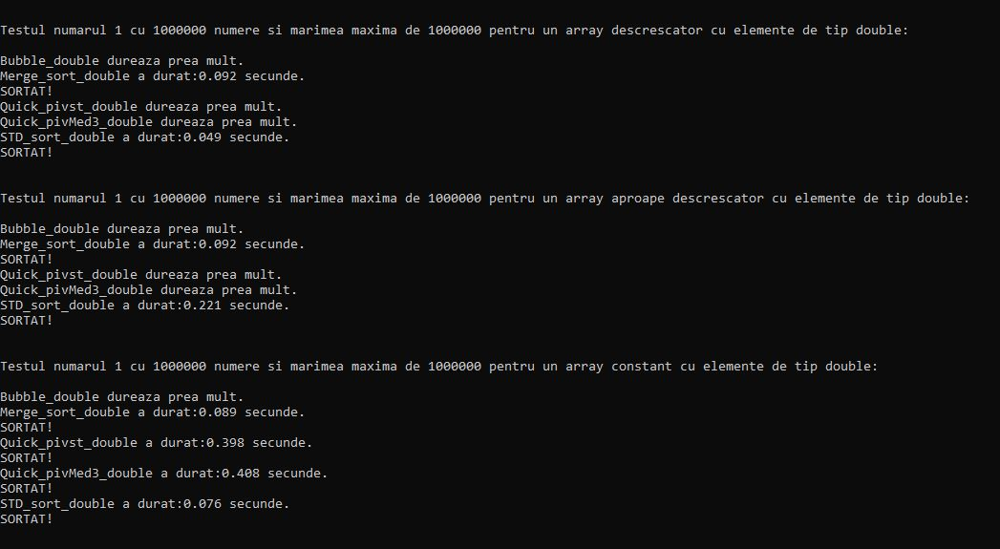 Testul numarul 1 cu 1000000 numere si marimea maxima de 1000000 pentru un array descrescator cu elemente de tip double:
Bubble_double dureaza prea mult.
Merge_sort_double a durat:0.092 secunde.
SORTAT!
Quick_pivst_double dureaza prea mult.
Quick_pivMed3_double dureaza prea mult.
STD_sort_double a durat:0.049 secunde.
SORTAT!
Testul numarul 1 cu 1000000 numere si marimea maxima de 1000000 pentru un array aproape descrescator cu elemente de tip double:
Bubble_double dureaza prea mult.
Merge_sort_double a durat:0.092 secunde.
SORTAT!
Quick_pivst_double dureaza prea mult.
Quick_pivMed3_double dureaza prea mult.
STD_sort_double a durat:0.221 secunde.
SORTAT!
Testul numarul 1 cu 1000000 numere si marimea maxima de 1000000 pentru un array constant cu elemente de tip double:
Bubble_double dureaza prea mult.
Merge_sort_double a durat:0.089 secunde.
SORTAT!
Quick_pivst_double a durat:0.398 secunde.
SORTAT!
Quick_pivMed3_double a durat:0.408 secunde.
SORTAT!
STD_sort_double a durat:0.076 secunde.
SORTAT!